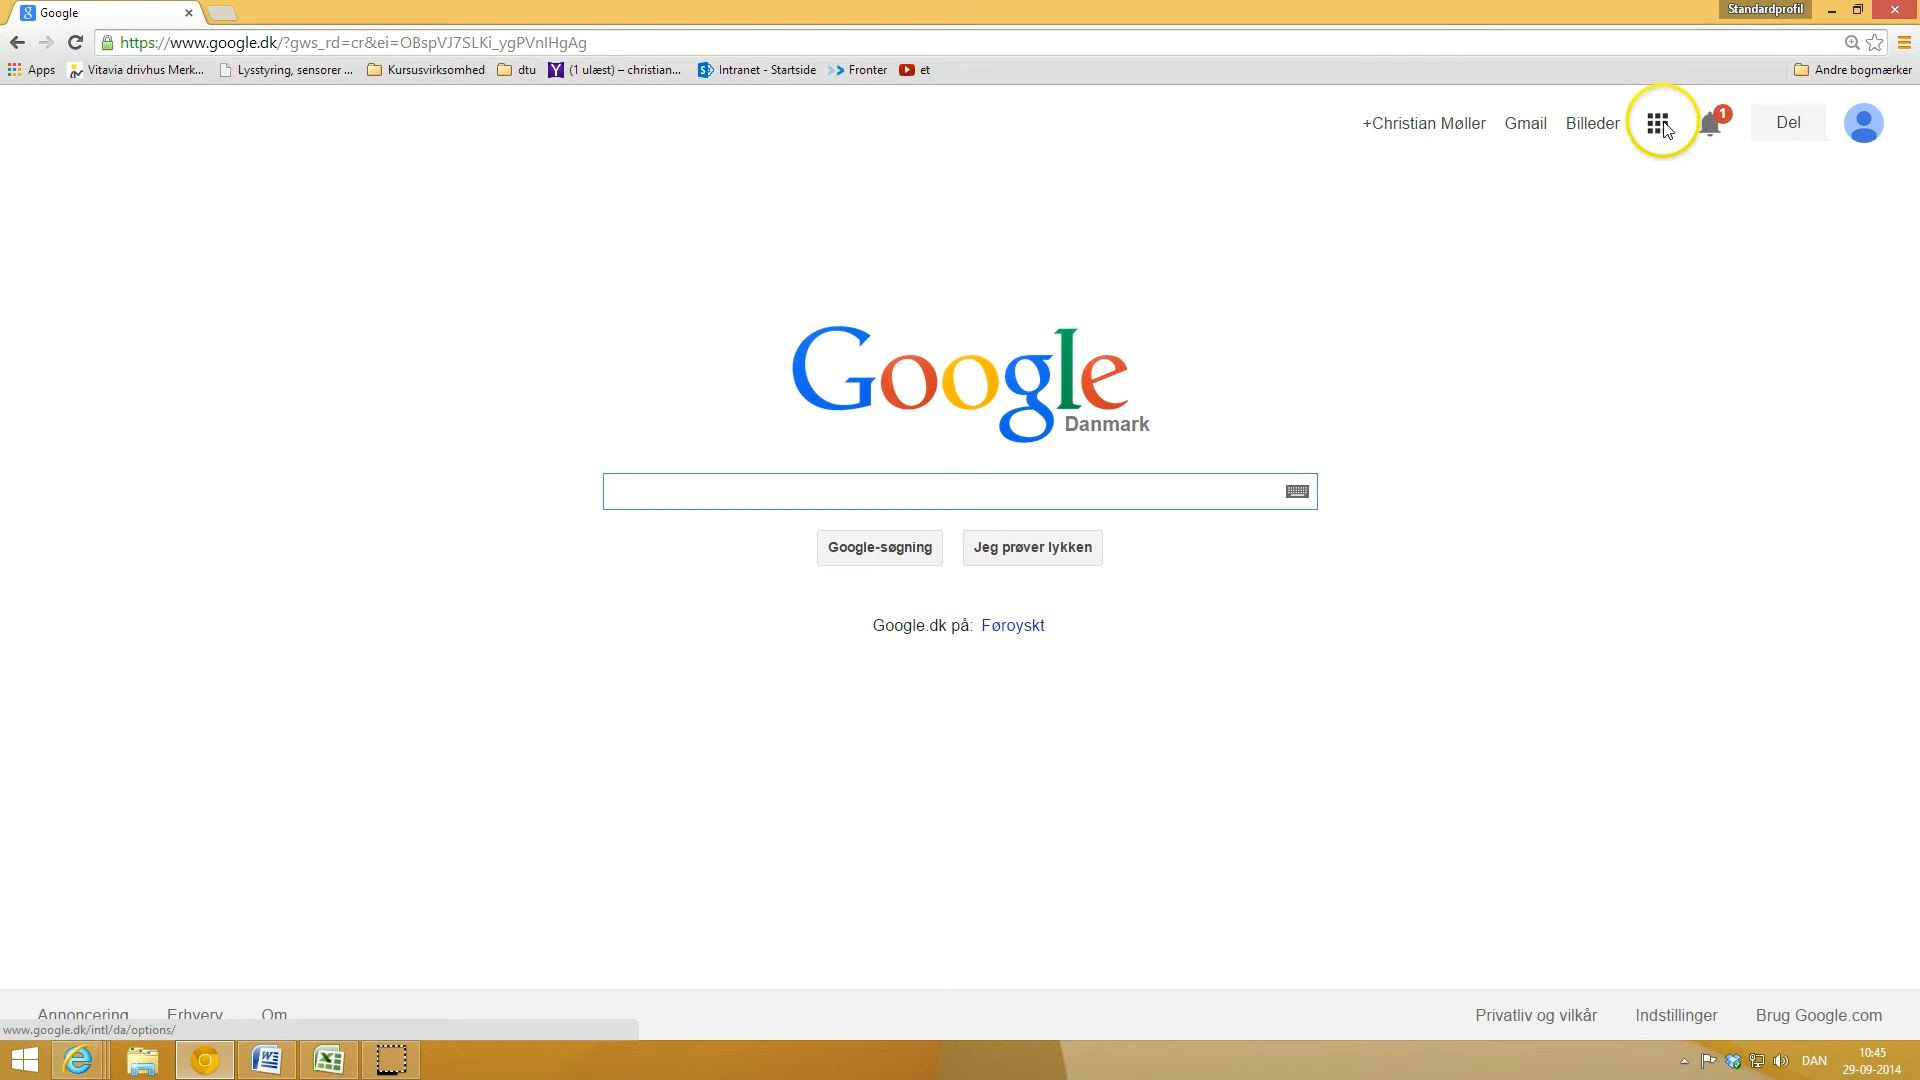 Google
Standardprofil
https://www.google.dk/?gws_rd=cr&ei=OBspVJ7SLKi_ygPVnIHgAg
Apps
Vitavia drivhus Merk...
Lysstyring, sensorer ...
Kursusvirksomhed
dtu
(1 ulæst) – christian...
Intranet - Startside
Fronter
et
Andre bogmærker
+Christian Møller
Gmail
Billeder
1
Del
Google
Danmark
Google-søgning
Jeg prøver lykken
Google.dk på: Føroyskt
Annoncering
Erhverv
Om
Privatliv og vilkår
Indstillinger
Brug Google.com
www.google.dk/intl/da/options/
DAN
10:45
29-09-2014